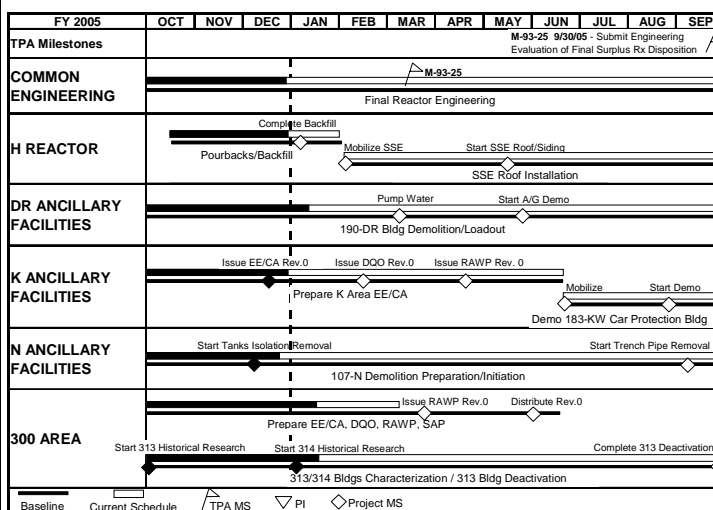 FY 2005 OCT NOV DEC JAN FEB MAR APR MAY JUN JUL AUG SEP
TPA Milestones
M-93-25 9/30/05 - Submit Engineering
Evaluation of Final Surplus Rx Disposition
COMMON
ENGINEERING
M-93-25
Final Reactor Engineering
H REACTOR
Complete Backfill
Pourbacks/Backfill
Mobilize SSE
Start SSE Roof/Siding
SSE Roof Installation
DR ANCILLARY
FACILITIES
Pump Water
Start A/G Demo
190-DR Bldg Demolition/Loadout
K ANCILLARY
FACILITIES
Issue EE/CA Rev.0
Issue DQO Rev.0
Issue RAWP Rev. 0
Prepare K Area EE/CA
Mobilize
Start Demo
Demo 183-KW Car Protection Bldg
N ANCILLARY
FACILITIES
Start Tanks Isolation Removal
Start Trench Pipe Removal
107-N Demolition Preparation/Initiation
300 AREA
Issue RAWP Rev.0
Distribute Rev.0
Prepare EE/CA, DQO, RAWP, SAP
Start 313 Historical Research
Start 314 Historical Research
Complete 313 Deactivation
313/314 Bldgs Characterization / 313 Bldg Deactivation
Baseline
Current Schedule
TPA MS
PI
Project MS